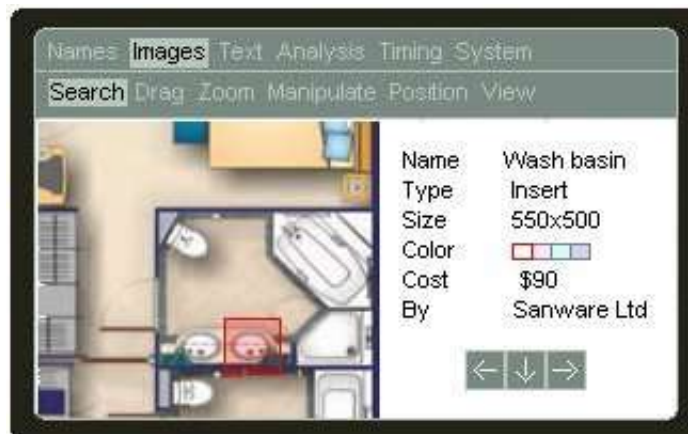 Names Images Text Analysis Timing System
Search Drag Zoom Manipulate Position View
Name Wash basin
Type Insert
Size 550x500
Color
Cost $90
By Sanware Ltd